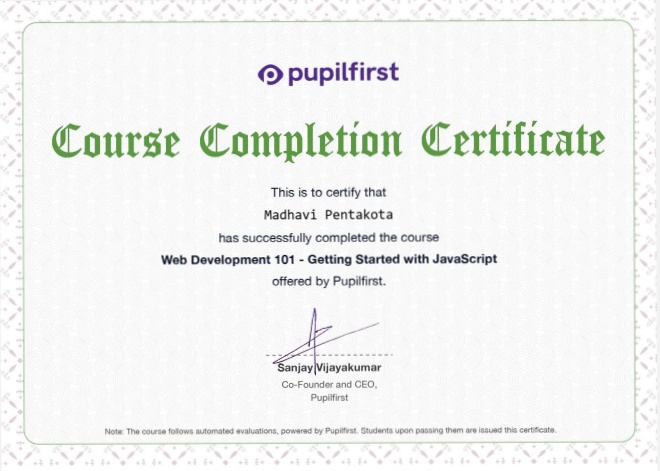 pupilfirst
Course Completion Certificate
This is to certify that
Madhavi Pentakota
has successfully completed the course
Web Development 101 - Getting Started with JavaScript
offered by Pupilfirst.
Sanjay Vijayakumar
Co-Founder and CEO,
Pupilfirst
Note: The course follows automated evaluations, powered by Pupilfirst. Students upon passing them are issued this certificate.